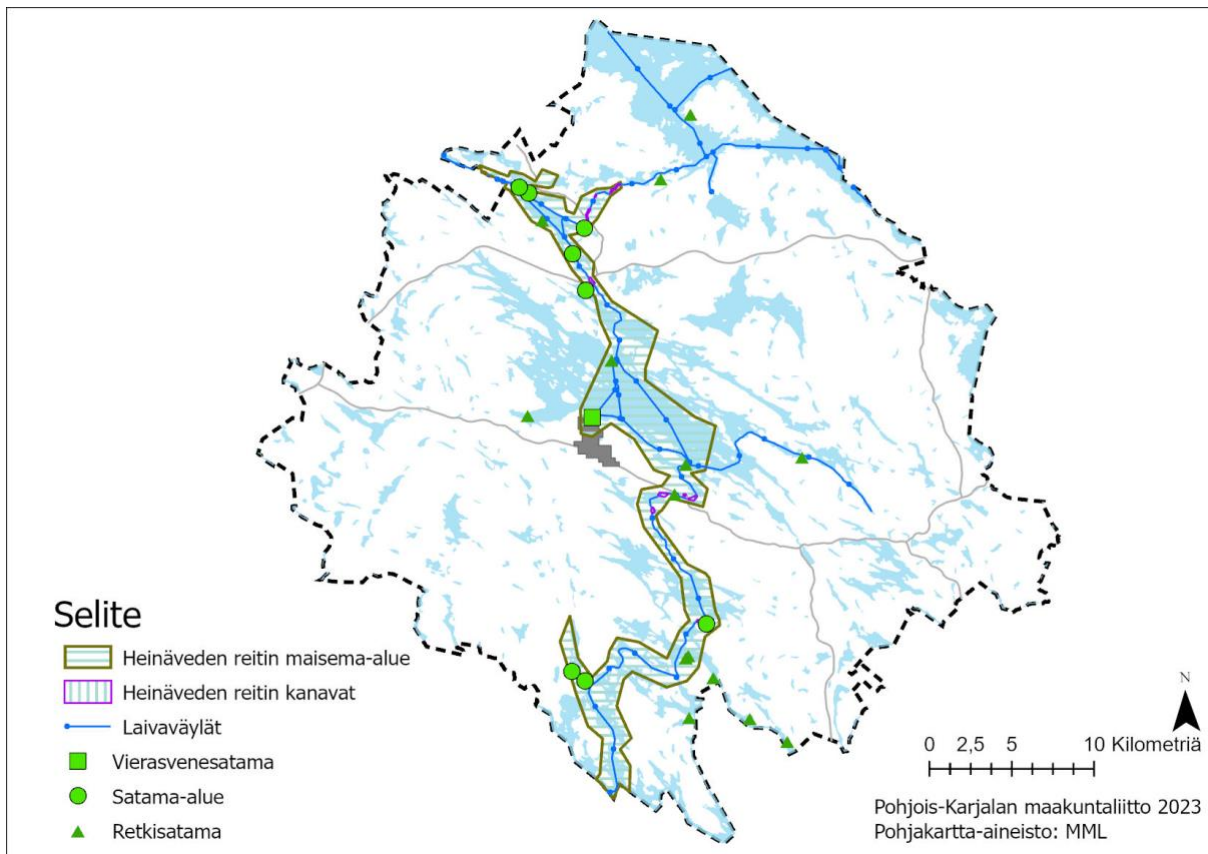 Selite
Heinäveden reitin maisema-alue
Heinäveden reitin kanavat
Laivaväylät
Vierasvenesatama
Satama-alue
Retkisatama
N
0 2,5 5 10 Kilometriä
Pohjois-Karjalan maakuntaliitto 2023
Pohjakartta-aineisto: MML